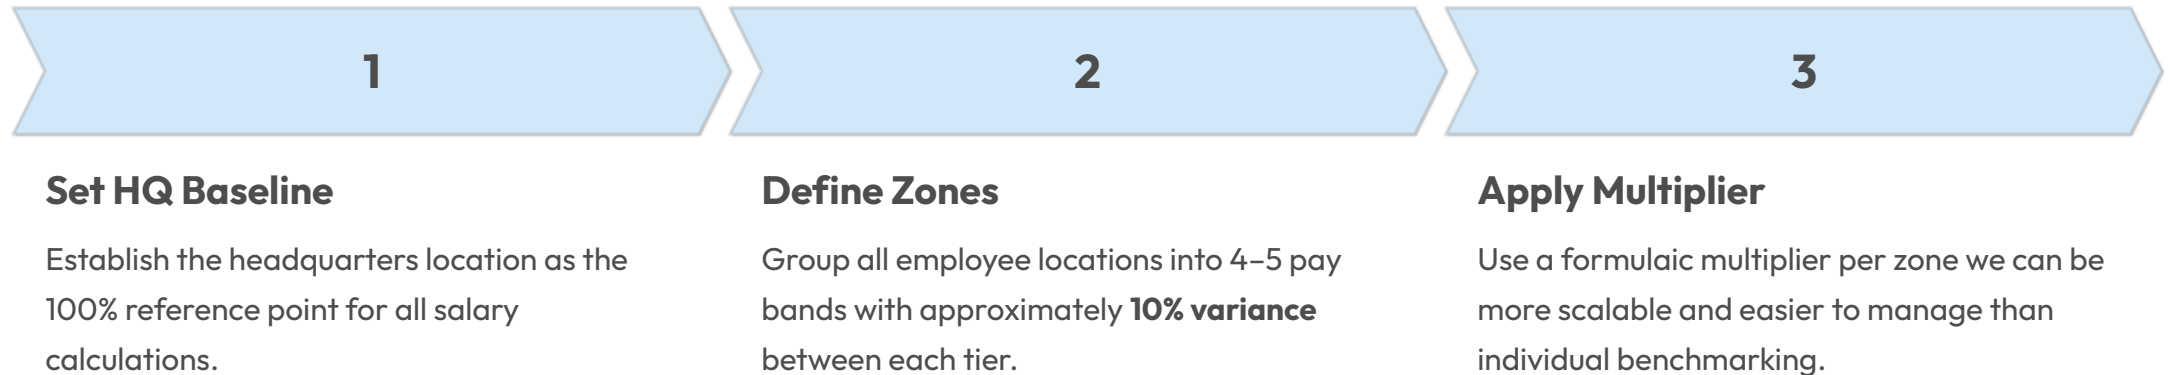 1
2
3
Set HQ Baseline
Establish the headquarters location as the
100% reference point for all salary
calculations.
Define Zones
Group all employee locations into 4–5 pay
bands with approximately 10% variance
between each tier.
Apply Multiplier
Use a formulaic multiplier per zone we can be
more scalable and easier to manage than
individual benchmarking.